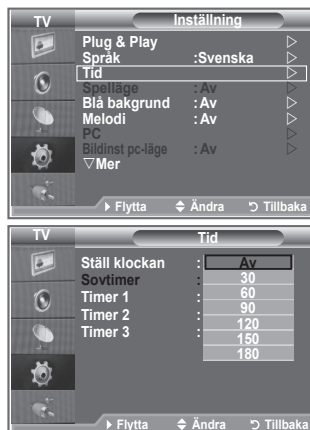 TV Inställning
Plug & Play
Språk :Svenska
Tid
Spelläge : Av
Blå bakgrund : Av
Melodi : Av
PC
Bildinst pc-läge : Av
▽Mer
Flytta Ändra Tillbaka
TV Tid
Ställ klockan : Av
Sovtimer : 30
Timer 1 : 60
90
Timer 2 : 120
Timer 3 : 150
180
Flytta Ändra Tillbaka